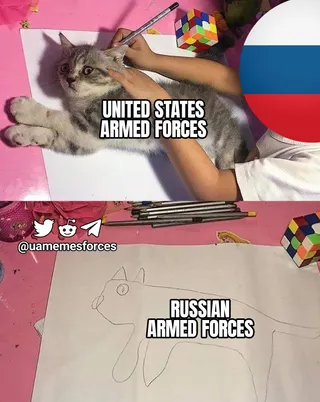 UNITED STATES
ARMED FORCES
@uamemesforces
RUSSIAN
ARMED FORCES